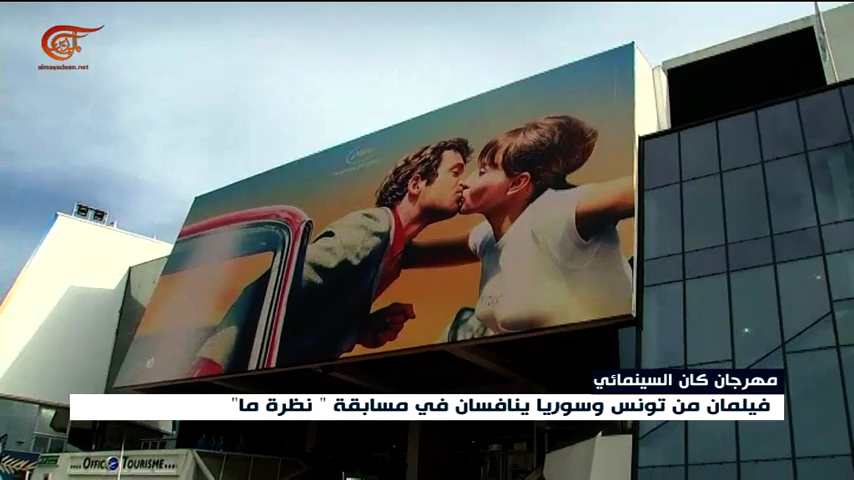 almayadeen.net
مهرجان كان السينمائي
فيلمان من تونس وسوريا ينافسان في مسابقة " نظرة ما"
OFFICE TOURISME